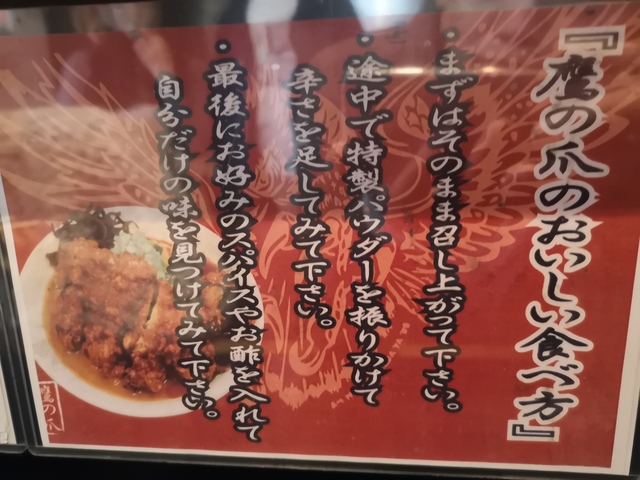 『鷹の爪のおいしい食べ方』
・まずはそのまま召し上がって下さい。
・途中で特製パウダーを振りかけて
辛さを足してみて下さい。
・最後にお好みのスパイスやお酢を入れて
自分だけの味を見つけてみて下さい。
鷹の爪